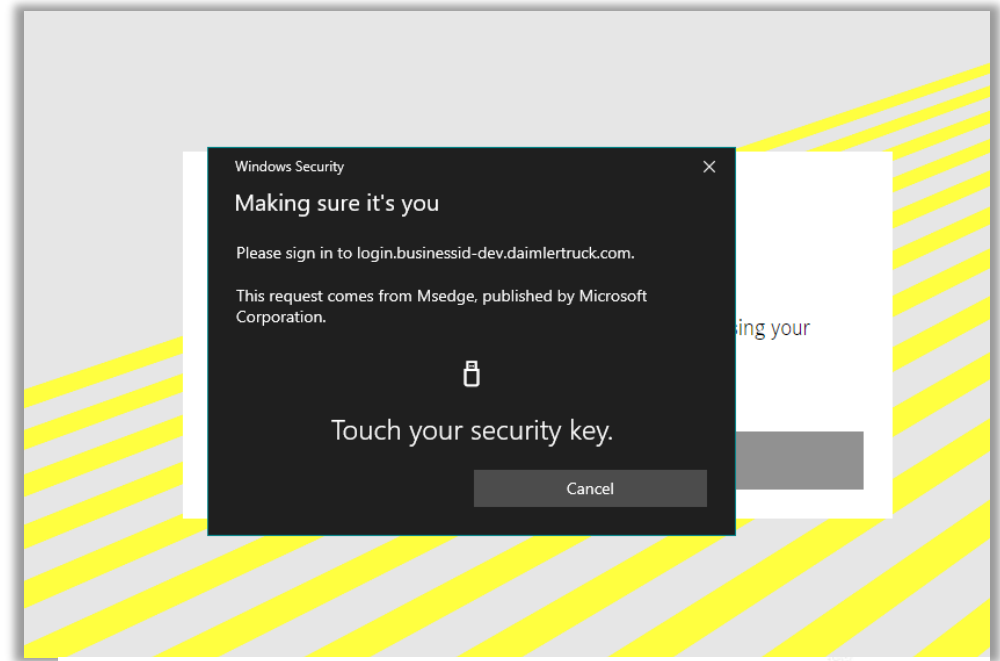 Windows Security
Making sure it's you
Please sign in to login.businessid-dev.daimlertruck.com.
This request comes from Msedge, published by Microsoft
Corporation.
sing your
Touch your security key.
Cancel